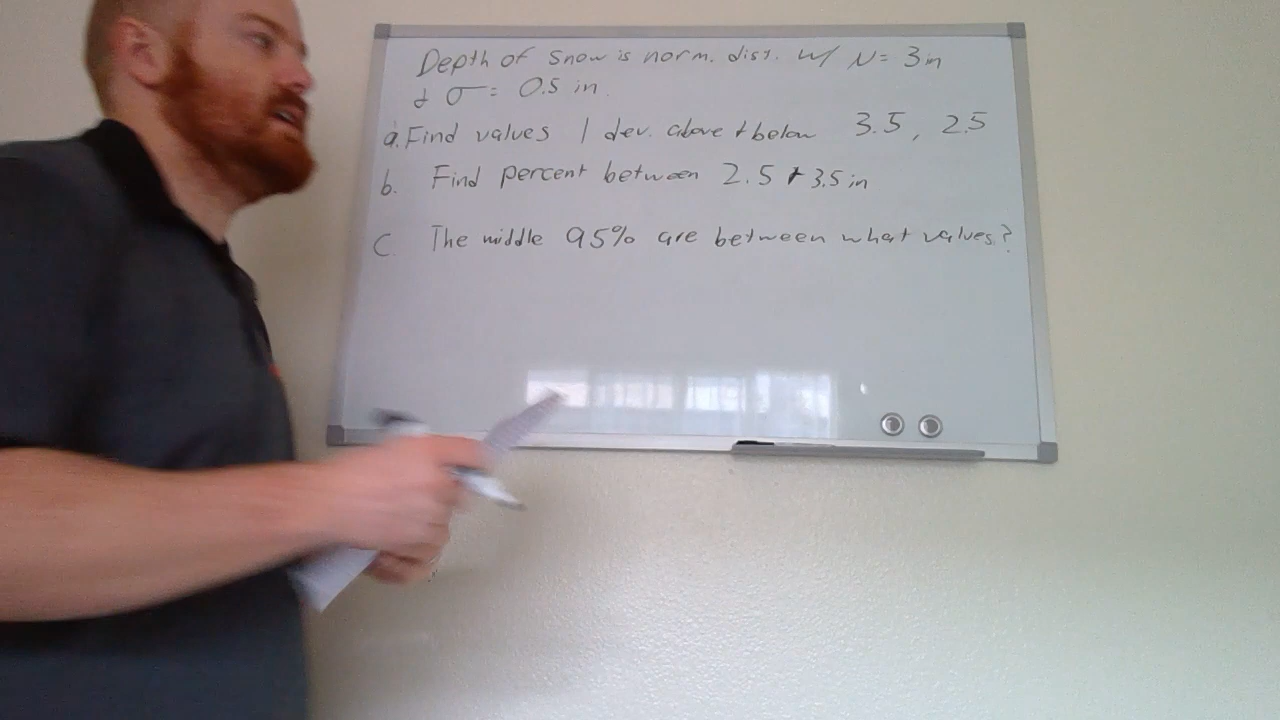 Depth of snow is norm. dist. w/ μ = 3 in
& σ = 0.5 in.
a. Find values 1 dev. above + below 3.5, 2.5
b. Find percent between 2.5 + 3.5 in
C. The middle 95% are between what values?